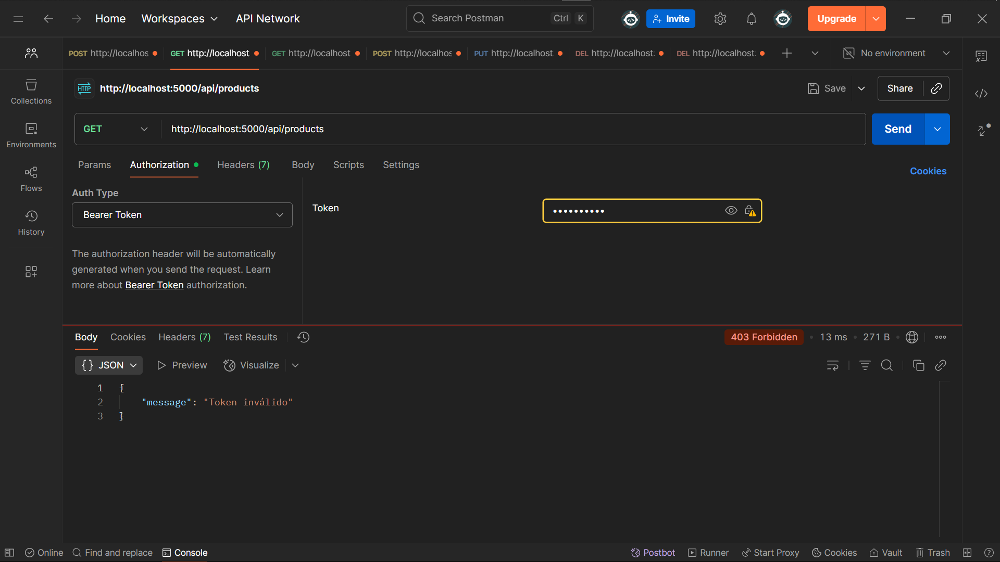 Home Workspaces API Network Search Postman Ctrl K Invite Upgrade
POST http://localhos GET http://localhost. GET http://localhost POST http://localhos PUT http://localhost DEL http://localhost: DEL http://localhost. No environment
HTTP http://localhost:5000/api/products Save Share
Collections
GET http://localhost:5000/api/products Send
Environments
Params Authorization Headers (7) Body Scripts Settings Cookies
Flows
Auth Type
Bearer Token
Token
••••••••••
History
The authorization header will be automatically
generated when you send the request. Learn
more about Bearer Token authorization.
Body Cookies Headers (7) Test Results 403 Forbidden • 13 ms • 271 B
{} JSON Preview Visualize
1 {
2 "message": "Token inválido"
3 }
Online Find and replace Console Postbot Runner Start Proxy Cookies Vault Trash